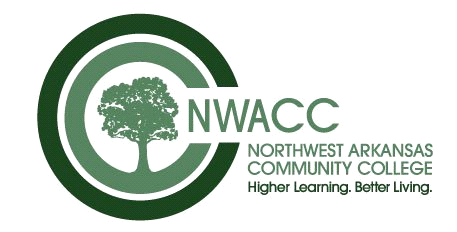 NWACC
NORTHWEST ARKANSAS
COMMUNITY COLLEGE
Higher Learning. Better Living.